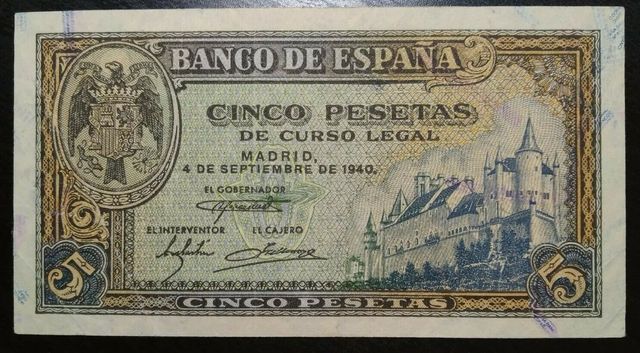 BANCO DE ESPAÑA
CINCO PESETAS
DE CURSO LEGAL
MADRID,
4 DE SEPTIEMBRE DE 1940.
EL GOBERNADOR
EL INTERVENTOR EL CAJERO
5 5
CINCO PESETAS